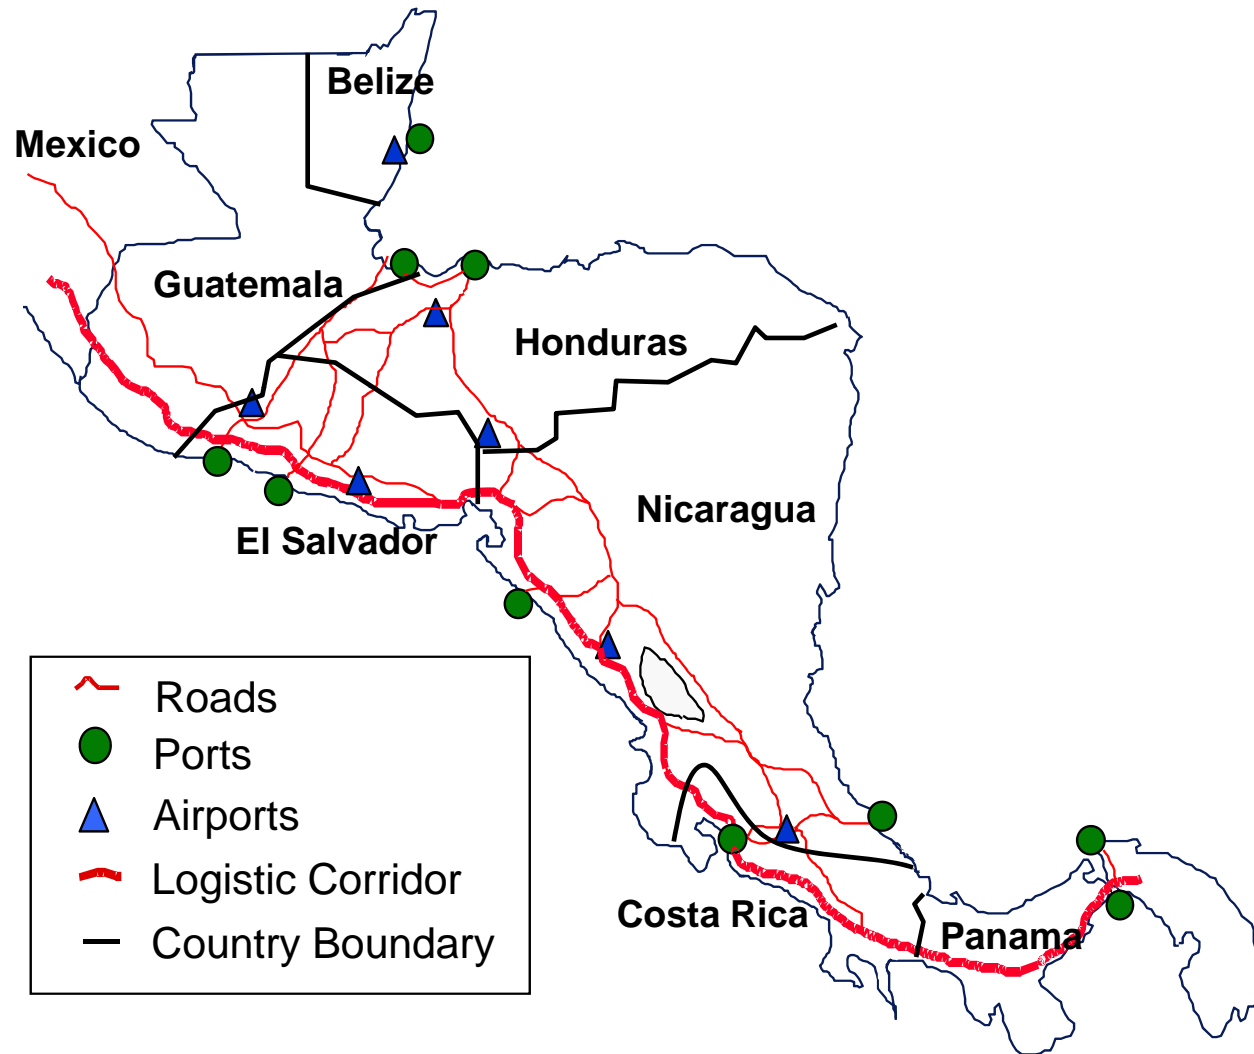 Belize
Mexico
Guatemala
Honduras
Nicaragua
El Salvador
Costa Rica
Panama
Roads
Ports
Airports
Logistic Corridor
Country Boundary